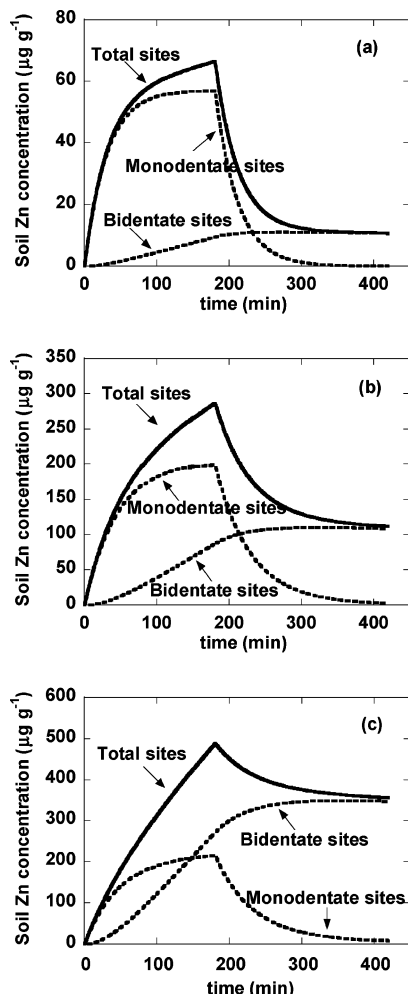 80
(a)
Total sites
60
Monodentate sites
40
20
Bidentate sites
0
0 100 200 300 400
Soil Zn concentration (µg g⁻¹)
time (min)
350
(b)
300
Total sites
250
200
Monodentate sites
150
100
50
Bidentate sites
0
0 100 200 300 400
Soil Zn concentration (µg g⁻¹)
time (min)
600
(c)
500
Total sites
400
300
Bidentate sites
200
100
Monodentate sites
0
0 100 200 300 400
Soil Zn concentration (µg g⁻¹)
time (min)